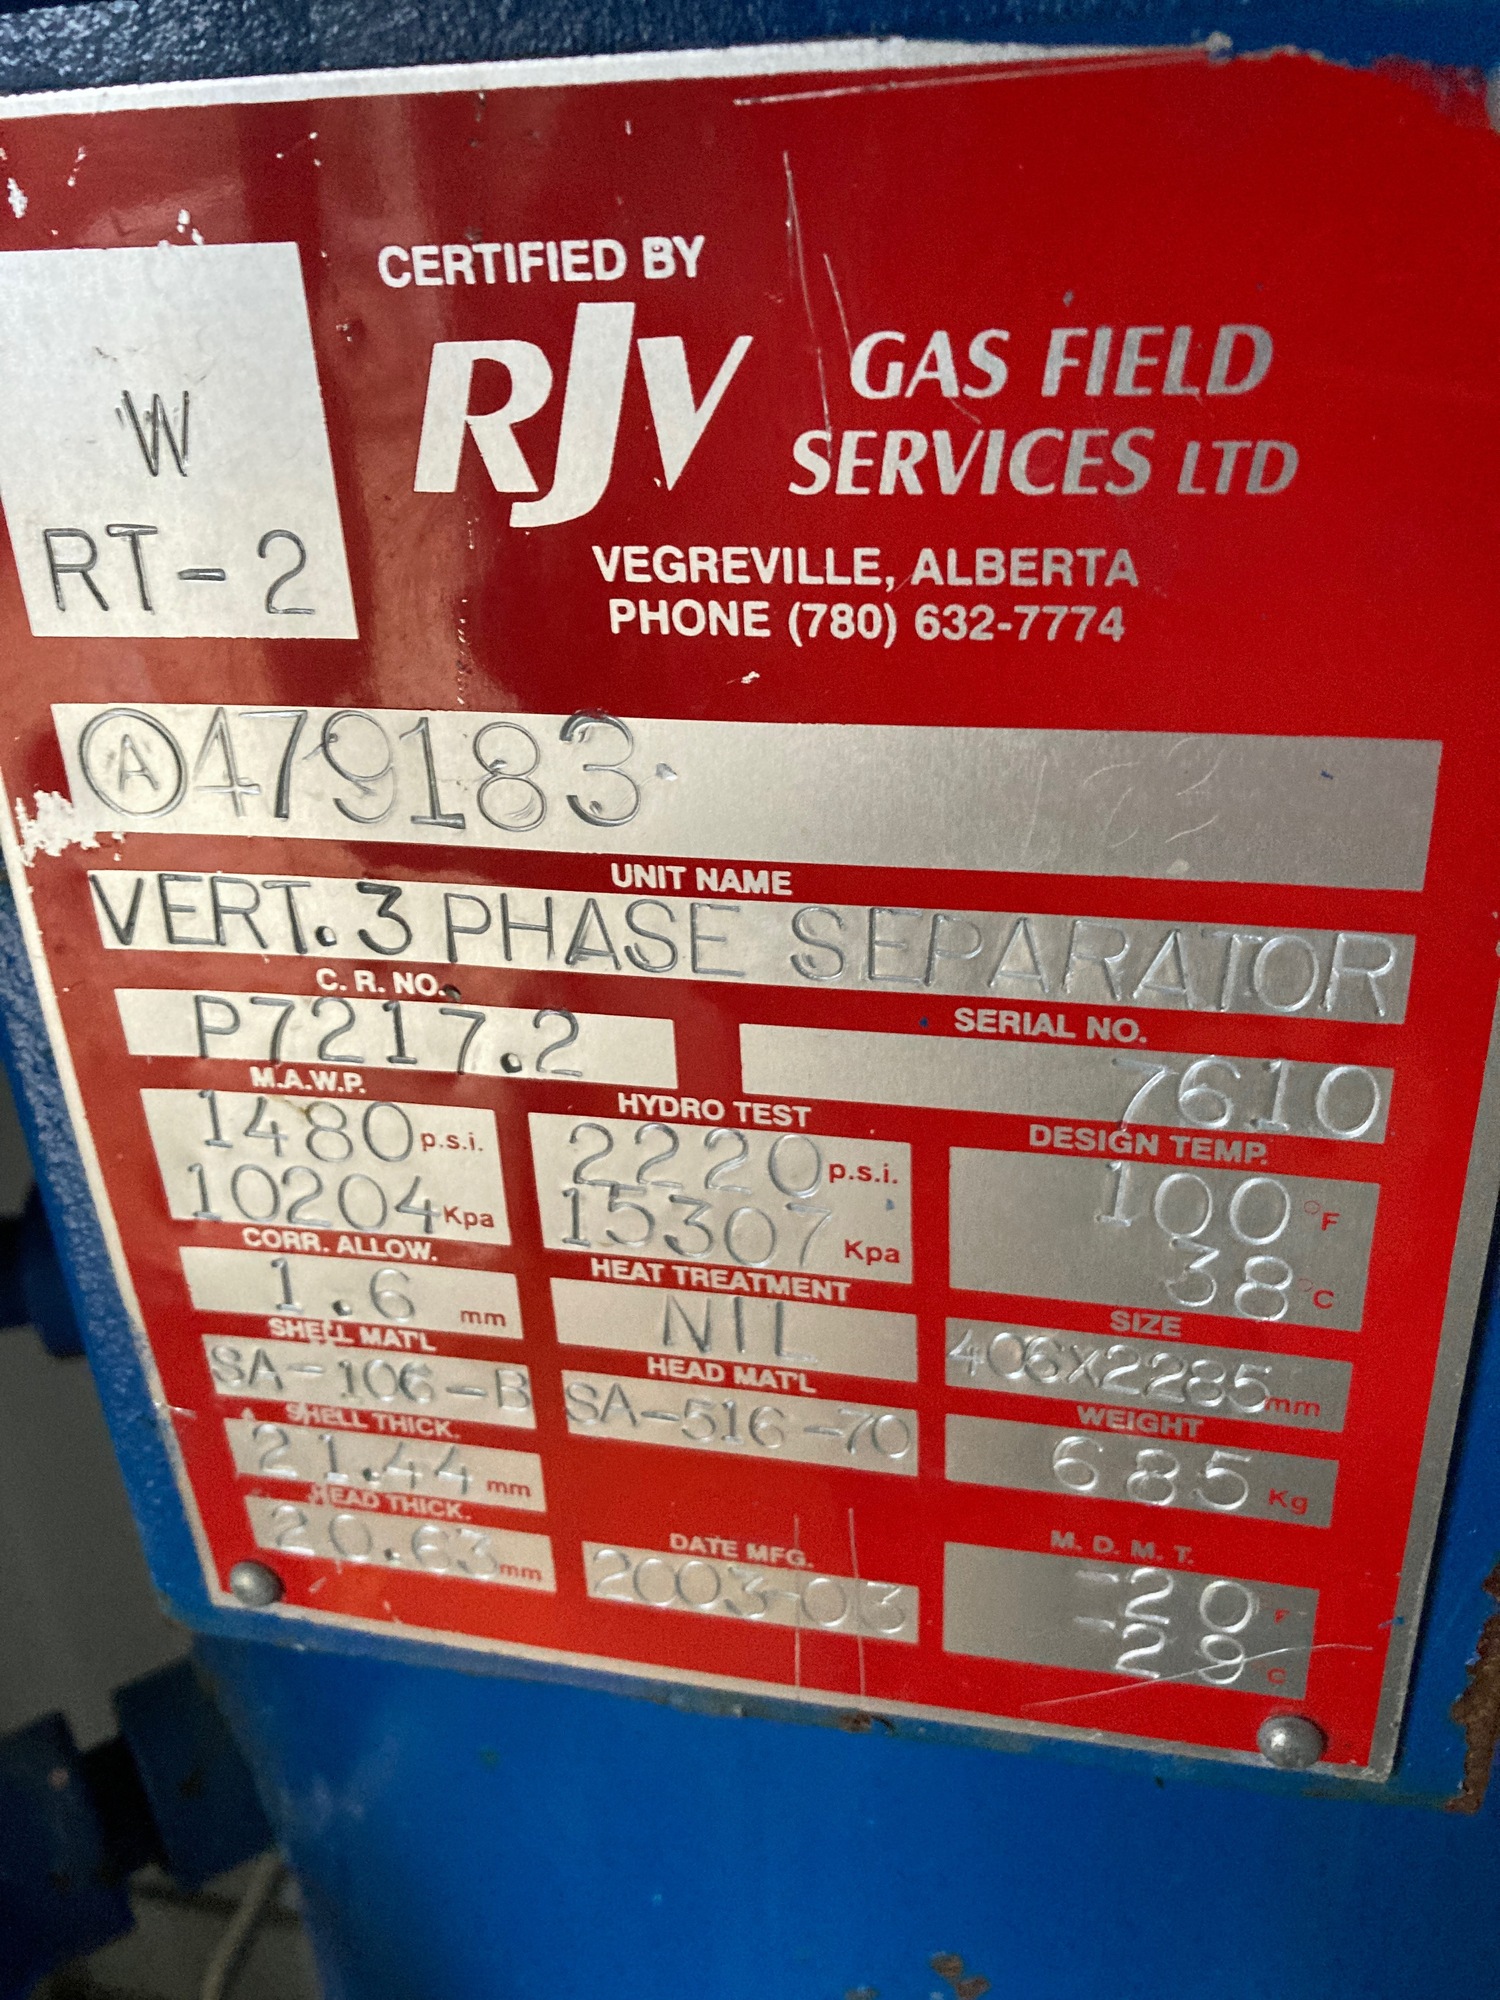 CERTIFIED BY
RJV GAS FIELD
SERVICES LTD
VEGREVILLE, ALBERTA
PHONE (780) 632-7774
W
RT-2
Ⓐ479183
UNIT NAME
VERT. 3 PHASE SEPARATOR
C. R. NO.
P7217.2
SERIAL NO.
7610
M.A.W.P.
1480 p.s.i.
10204 Kpa
HYDRO TEST
2220 p.s.i.
15307 Kpa
DESIGN TEMP.
100 °F
38 °C
CORR. ALLOW.
1.6 mm
HEAT TREATMENT
NIL
SIZE
406X2285 mm
SHELL MAT'L
SA-106-B
HEAD MAT'L
SA-516-70
WEIGHT
685 Kg
SHELL THICK.
21.44 mm
HEAD THICK.
20.63 mm
DATE MFG.
2003-03
M. D. M. T.
-20 °F
-29 °C